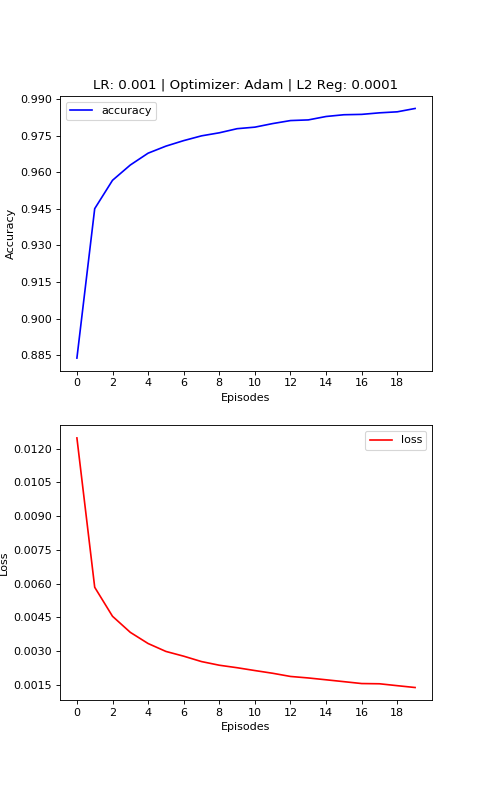 LR: 0.001 | Optimizer: Adam | L2 Reg: 0.0001
accuracy
0.990
0.975
0.960
0.945
0.930
0.915
0.900
0.885
Accuracy
0 2 4 6 8 10 12 14 16 18
Episodes
loss
0.0120
0.0105
0.0090
0.0075
0.0060
0.0045
0.0030
0.0015
Loss
0 2 4 6 8 10 12 14 16 18
Episodes